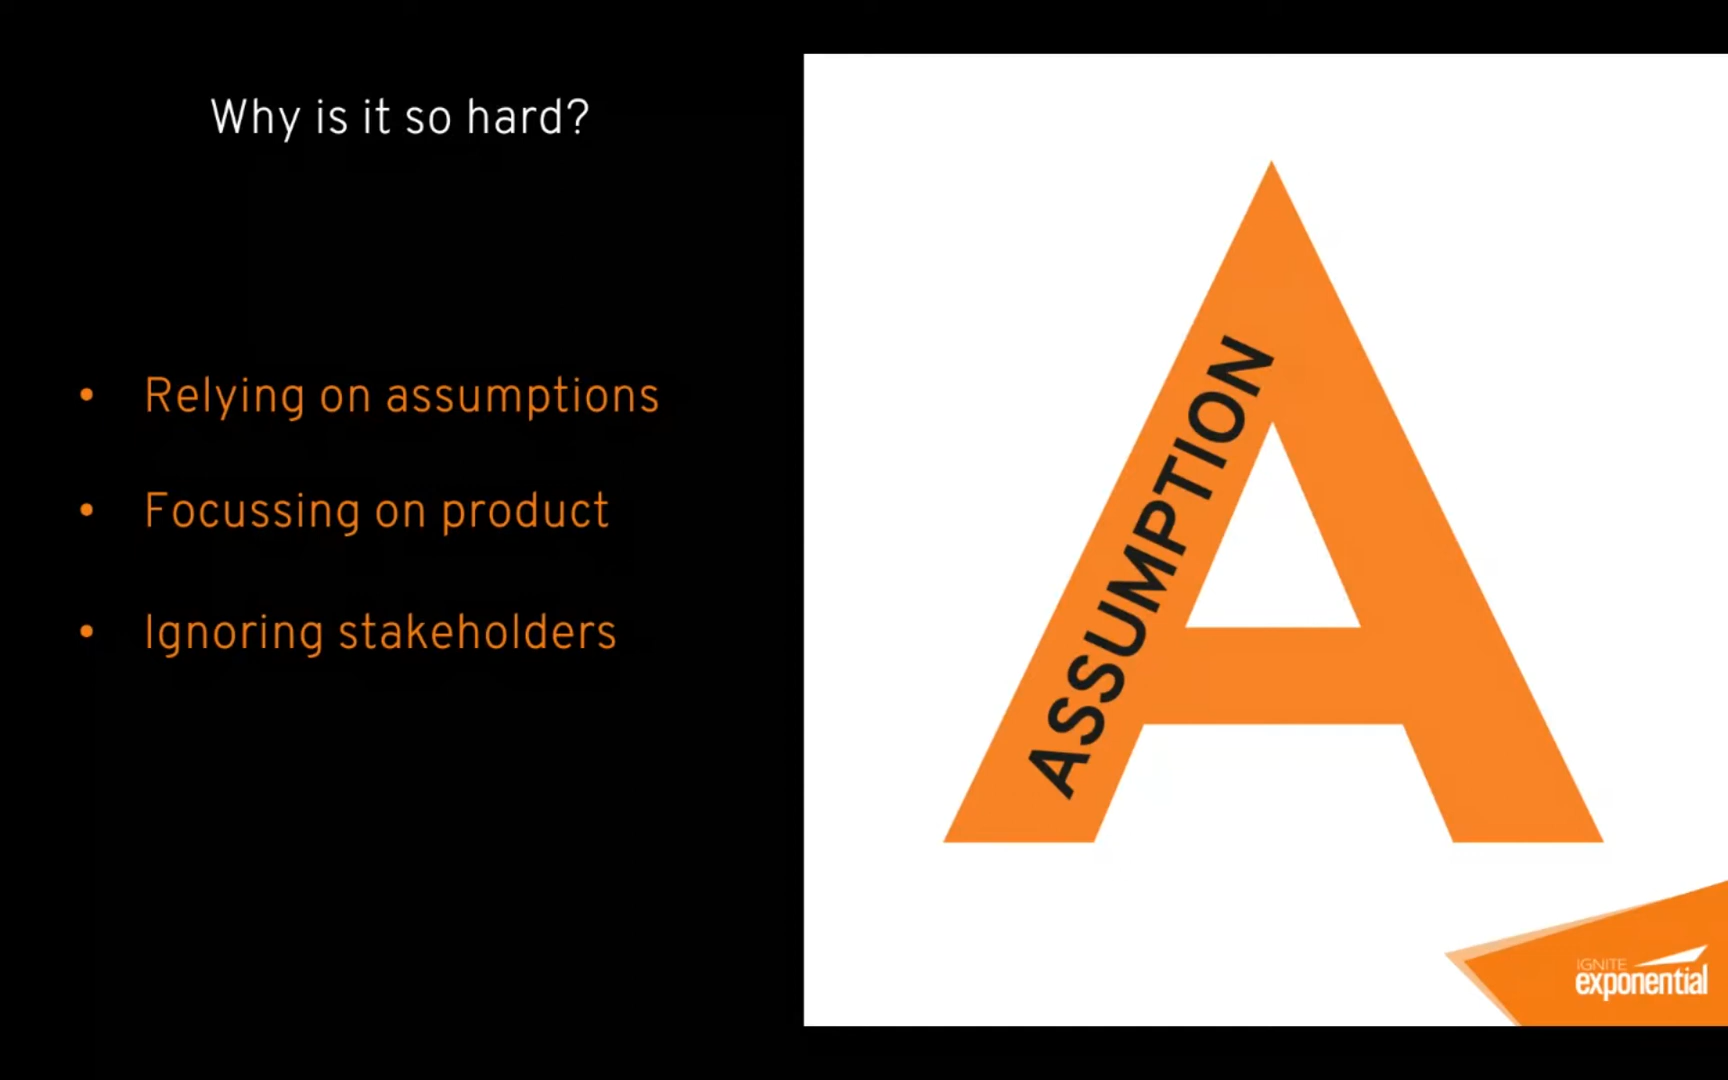 Why is it so hard?
• Relying on assumptions
• Focussing on product
• Ignoring stakeholders
ASSUMPTION
IGNITE
exponential